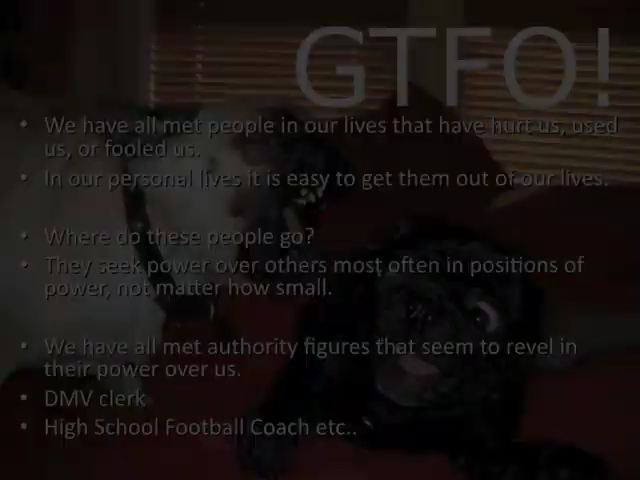 GTFO!
• We have all met people in our lives that have hurt us, used
us, or fooled us.
• In our personal lives it is easy to get them out of our lives.
• Where do these people go?
• They seek power over others most often in positions of
power, not matter how small.
• We have all met authority figures that seem to revel in
their power over us.
• DMV clerk
• High School Football Coach etc..